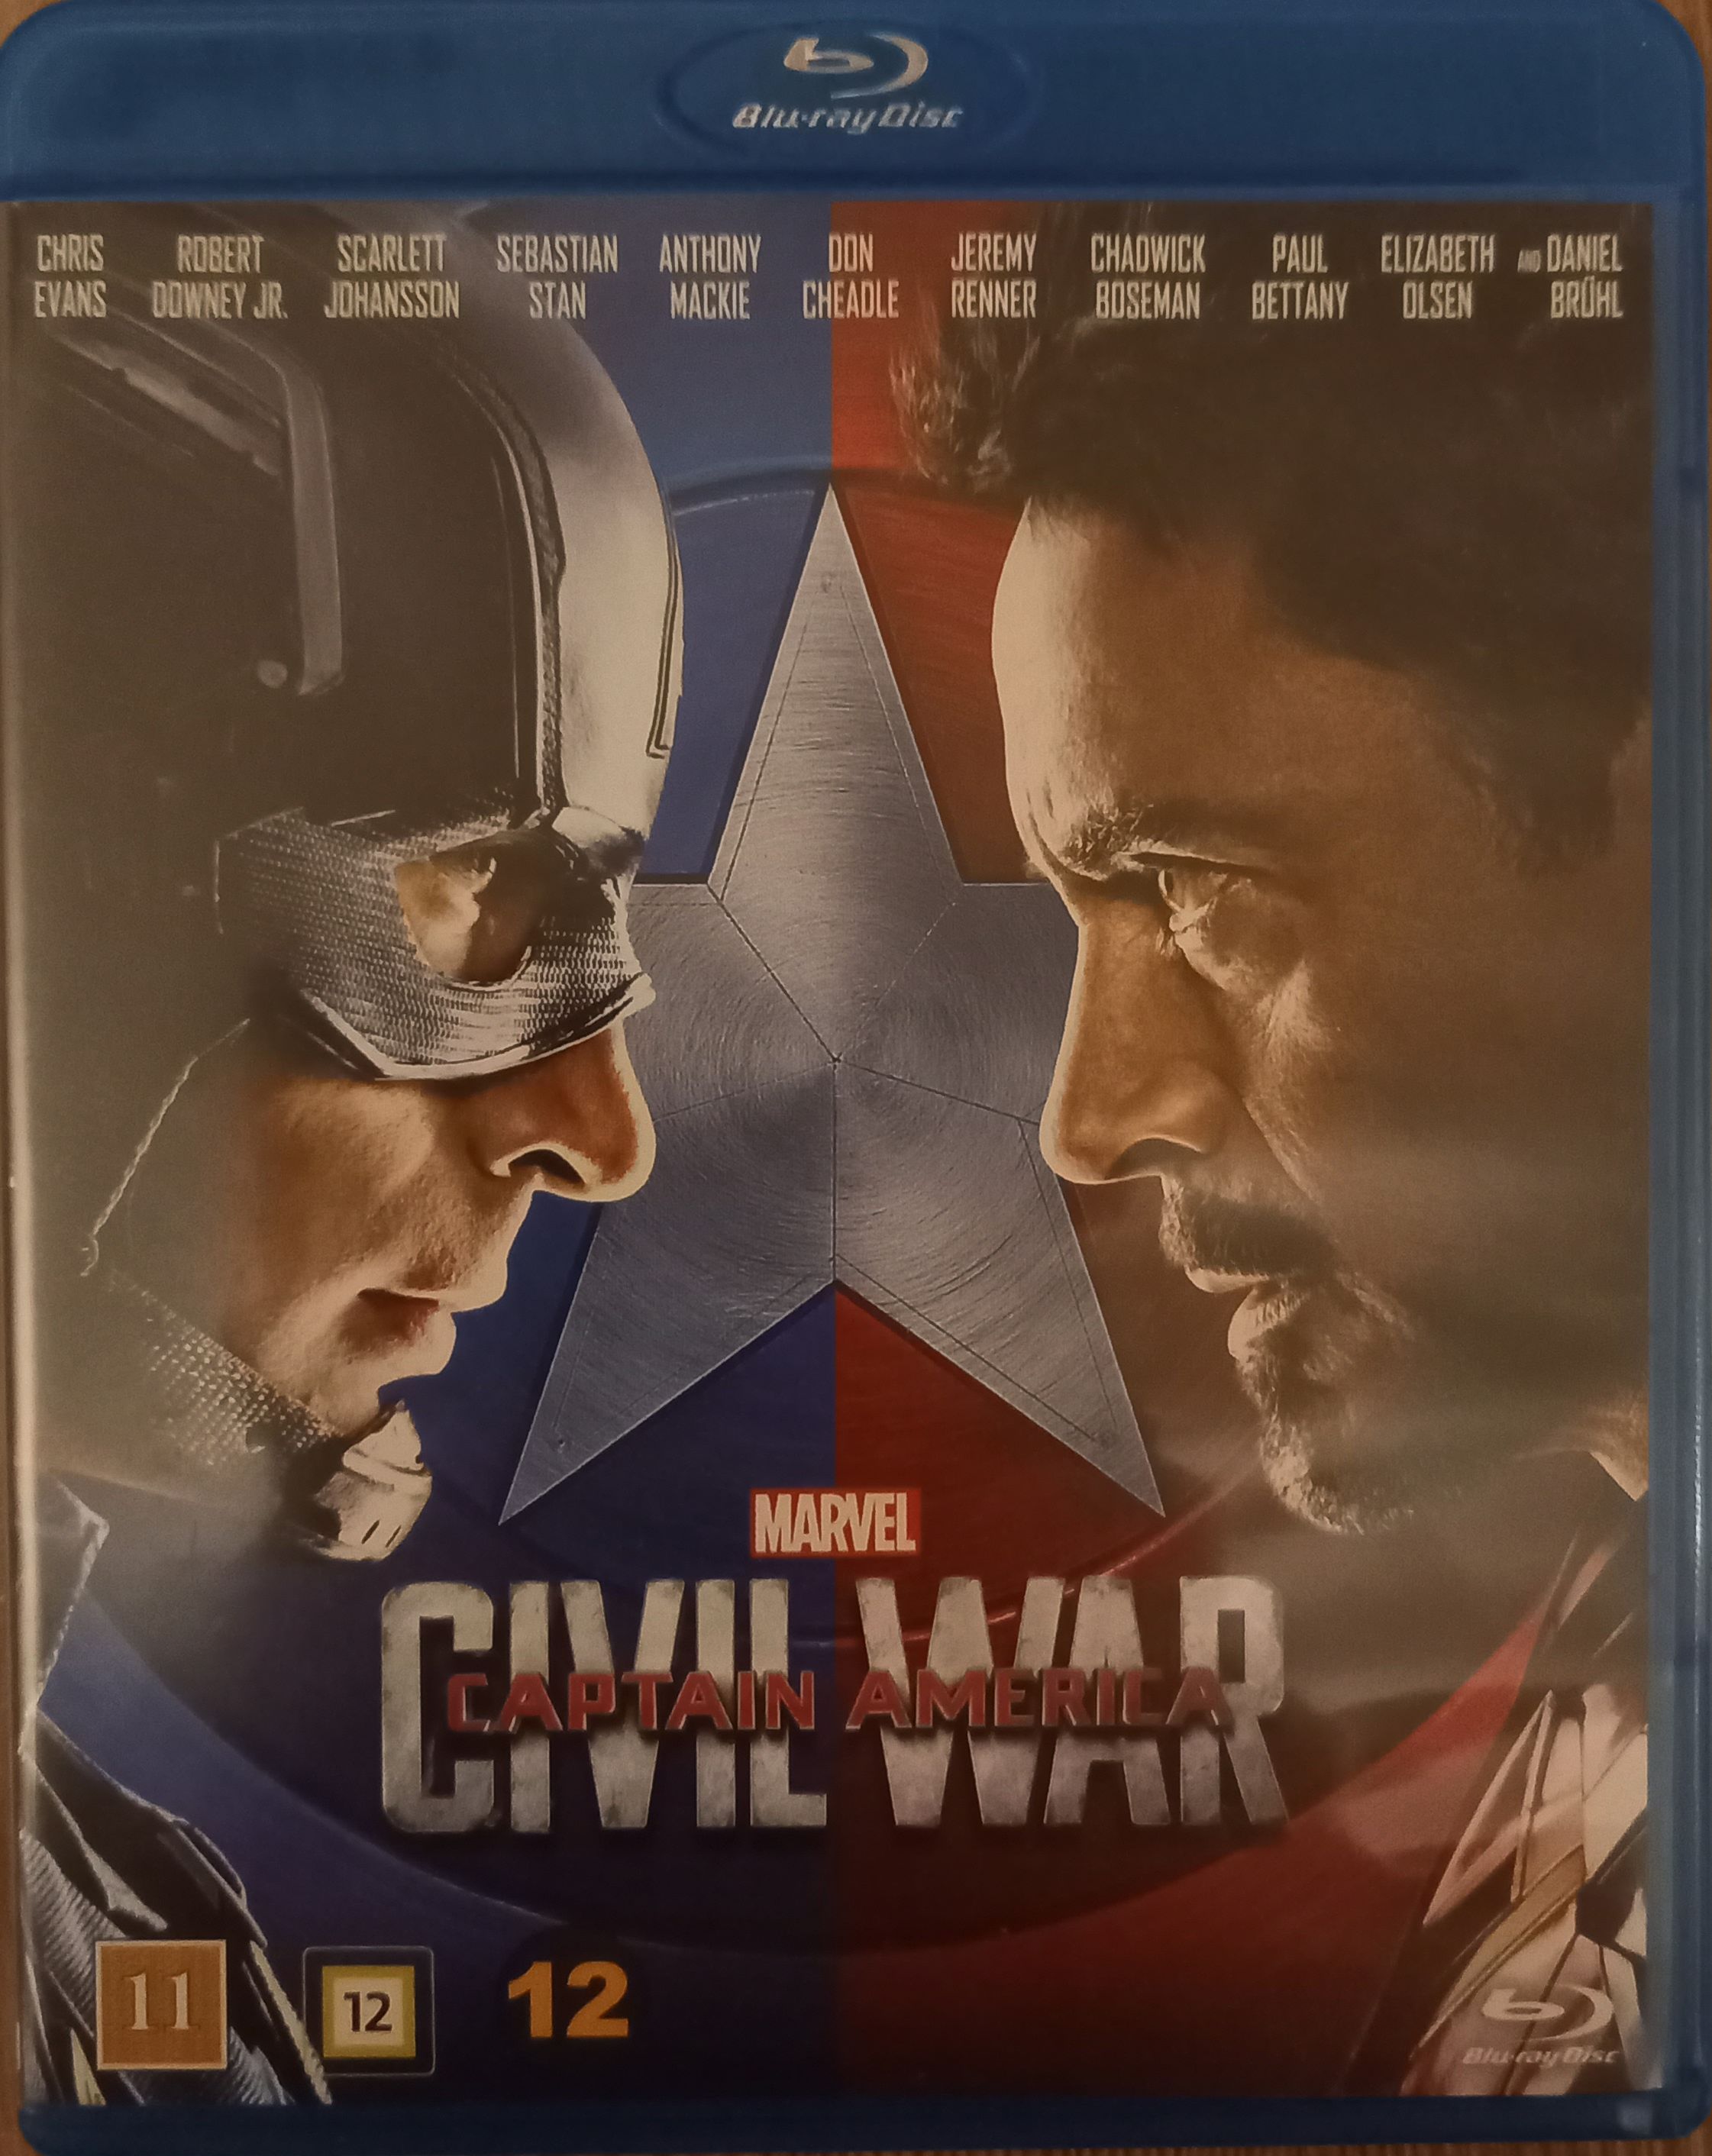 Blu-ray Disc
CHRIS ROBERT SCARLETT SEBASTIAN ANTHONY DON JEREMY CHADWICK PAUL ELIZABETH AND DANIEL
EVANS DOWNEY JR. JOHANSSON STAN MACKIE CHEADLE RENNER BOSEMAN BETTANY OLSEN BRÜHL
MARVEL
CIVIL WAR
CAPTAIN AMERICA
11 12 12
Blu-ray Disc